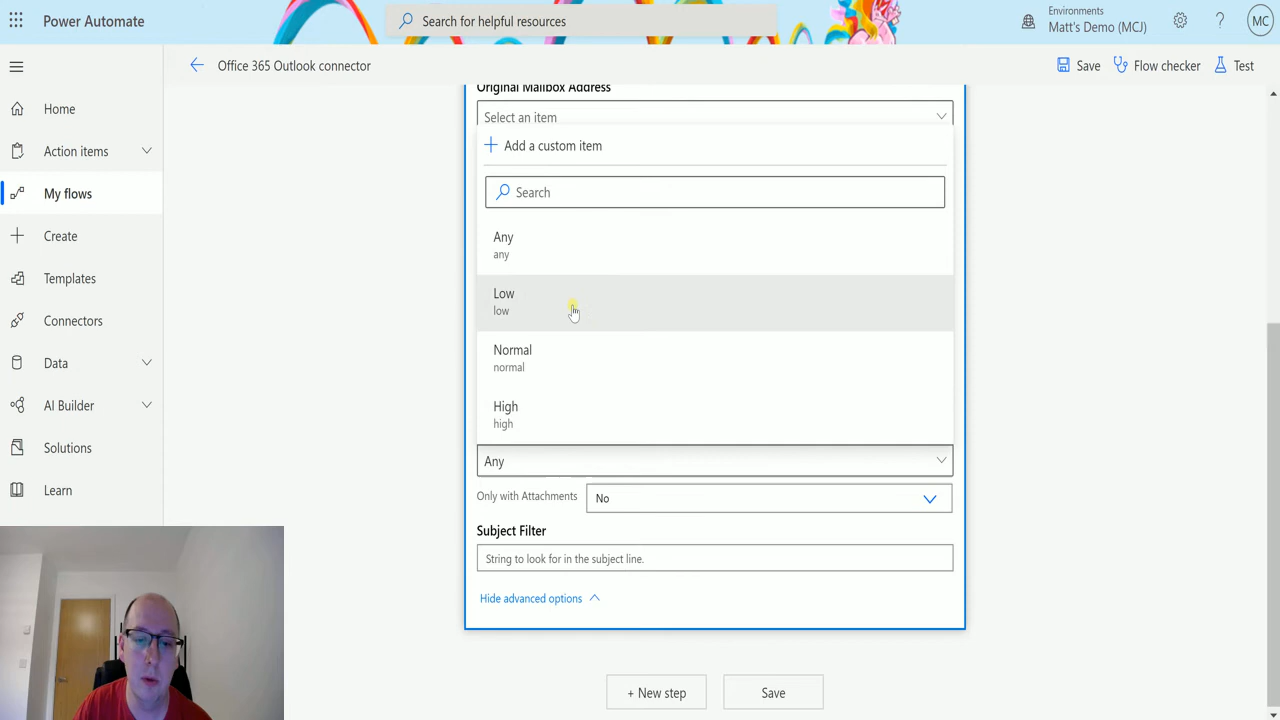 Power Automate
Search for helpful resources
Environments
Matt's Demo (MCJ)
MC
Office 365 Outlook connector
Save
Flow checker
Test
Home
Action items
My flows
Create
Templates
Connectors
Data
AI Builder
Solutions
Learn
Original Mailbox Address
Select an item
Add a custom item
Search
Any
any
Low
low
Normal
normal
High
high
Any
Only with Attachments
No
Subject Filter
String to look for in the subject line.
Hide advanced options
+ New step
Save